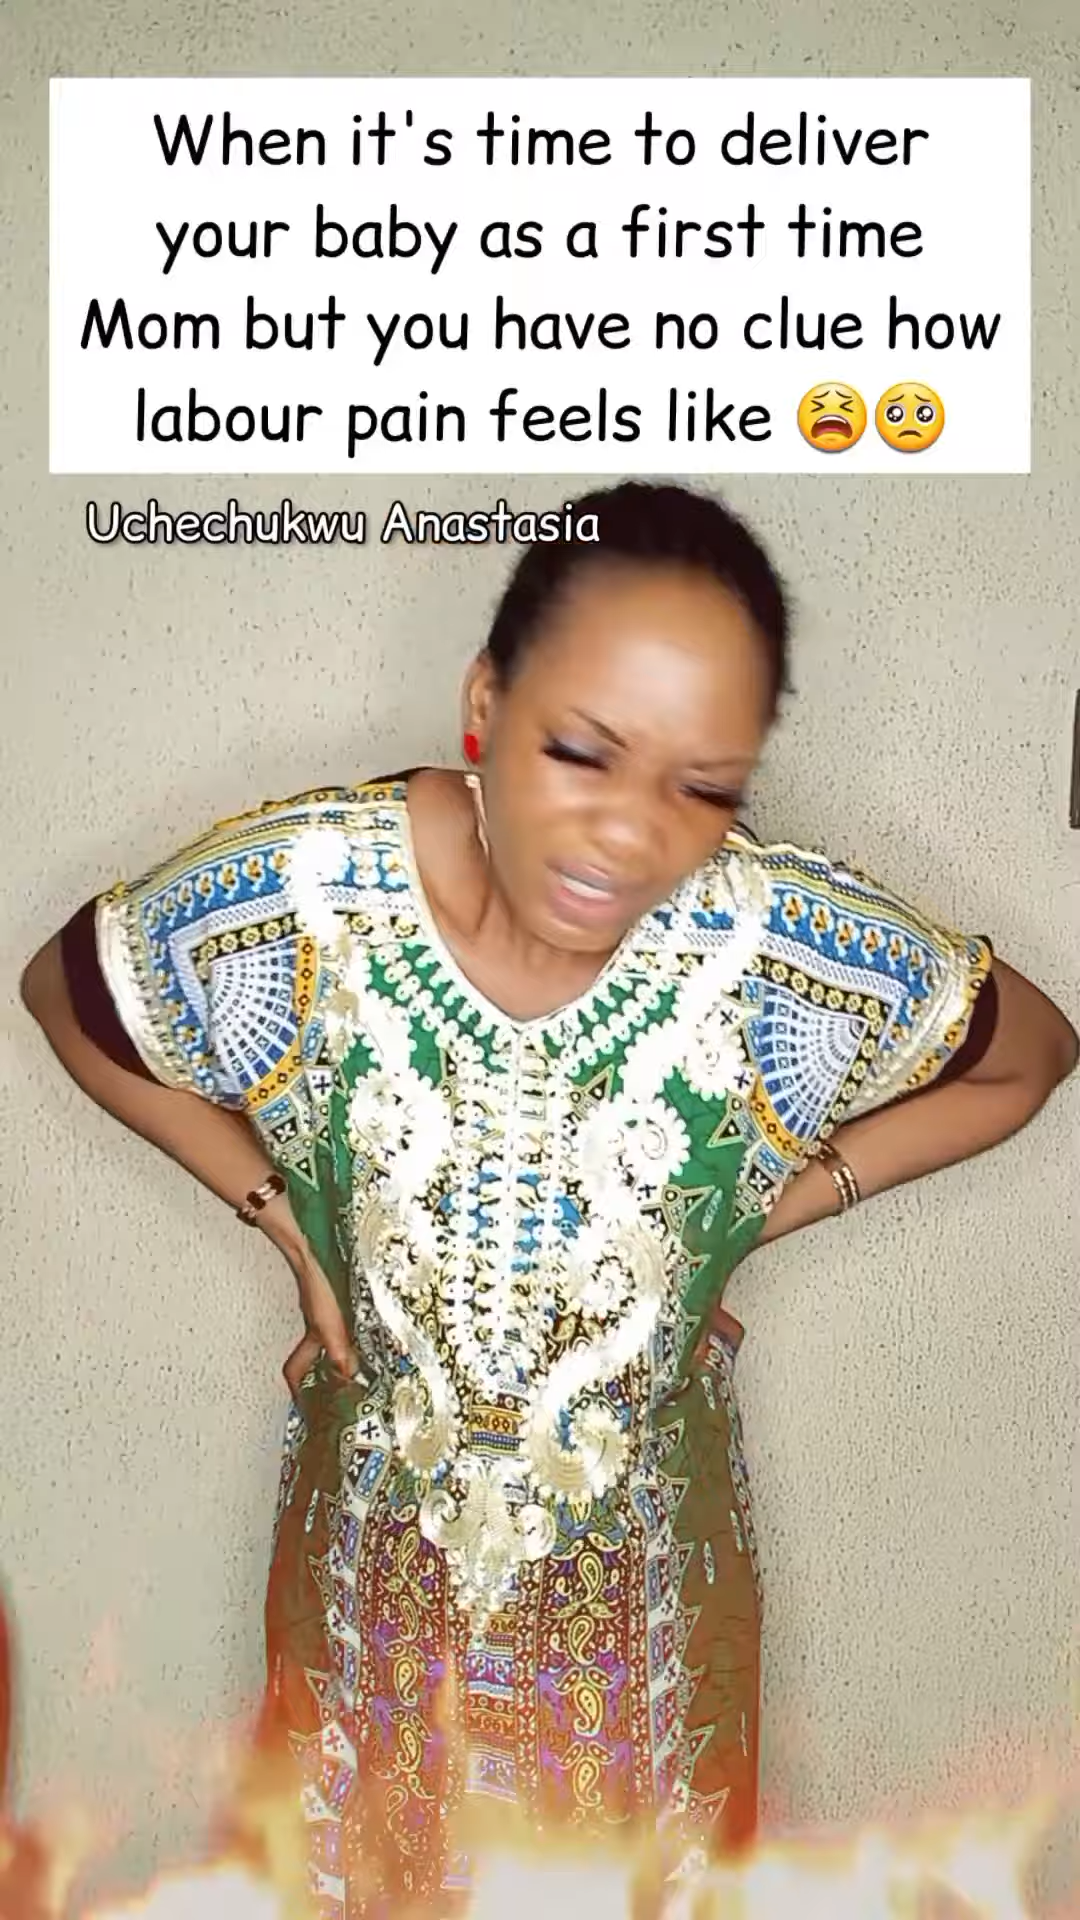 When it's time to deliver
your baby as a first time
Mom but you have no clue how
labour pain feels like 😫🥺
Uchechukwu Anastasia